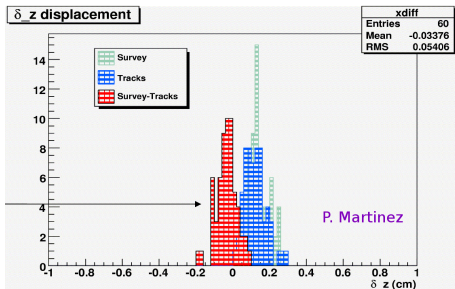 δ_z displacement
xdiff
Entries 60
Mean -0.03376
RMS 0.05406
Survey
Tracks
Survey-Tracks
14
12
10
8
6
4
2
0
P. Martinez
-1 -0.8 -0.6 -0.4 -0.2 0 0.2 0.4 0.6 0.8 1
δ_z (cm)